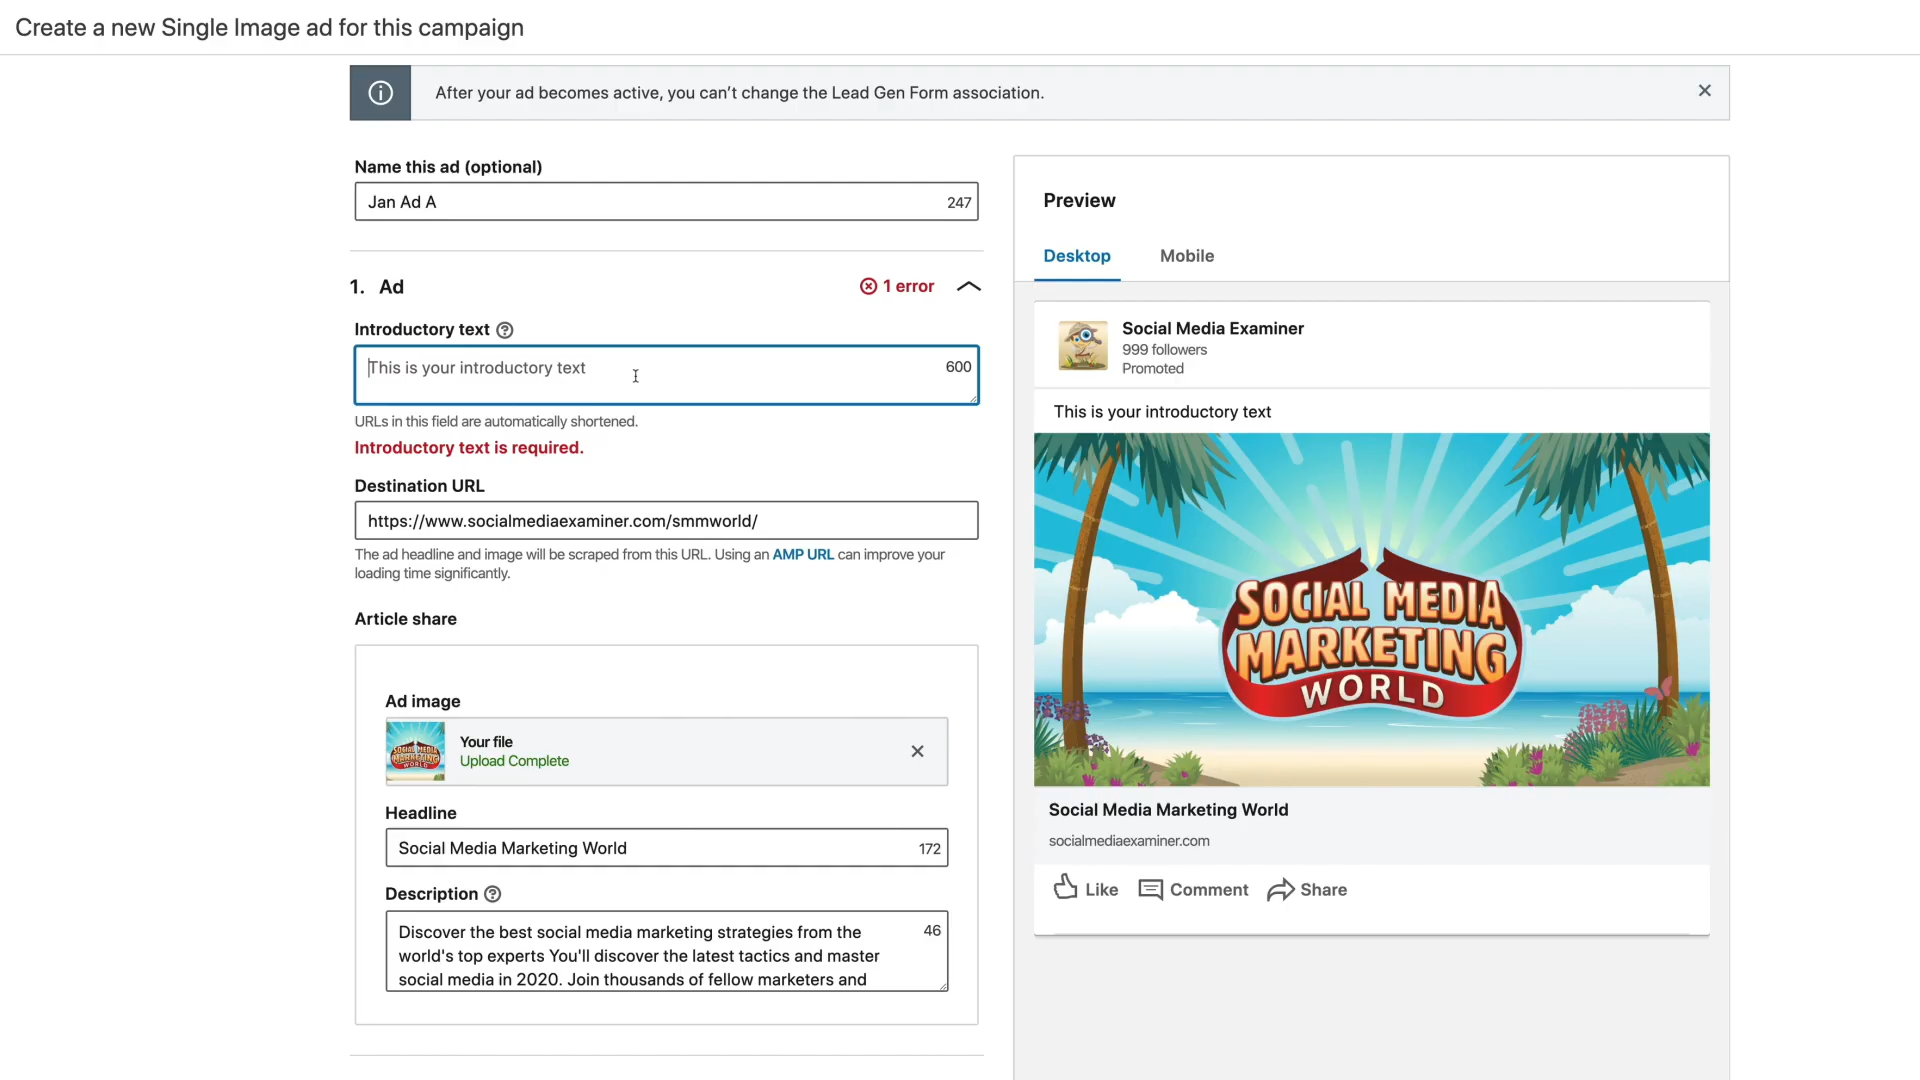 Create a new Single Image ad for this campaign
After your ad becomes active, you can't change the Lead Gen Form association.
Name this ad (optional)
Jan Ad A
247
1. Ad
1 error
Introductory text
This is your introductory text
600
URLs in this field are automatically shortened.
Introductory text is required.
Destination URL
https://www.socialmediaexaminer.com/smmworld/
The ad headline and image will be scraped from this URL. Using an AMP URL can improve your
loading time significantly.
Article share
Ad image
SOCIAL MEDIA
MARKETING
WORLD
Your file
Upload Complete
Headline
Social Media Marketing World
172
Description
Discover the best social media marketing strategies from the
46
world's top experts You'll discover the latest tactics and master
social media in 2020. Join thousands of fellow marketers and
Preview
Desktop
Mobile
Social Media Examiner
999 followers
Promoted
This is your introductory text
SOCIAL MEDIA
MARKETING
WORLD
Social Media Marketing World
socialmediaexaminer.com
Like
Comment
Share